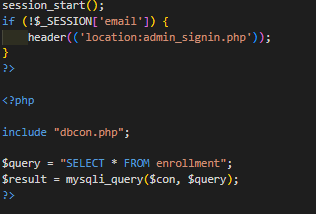 session_start();
if (!$_SESSION['email']) {
    header(('location:admin_signin.php'));
}
?>

<?php

include "dbcon.php";

$query = "SELECT * FROM enrollment";
$result = mysqli_query($con, $query);
?>